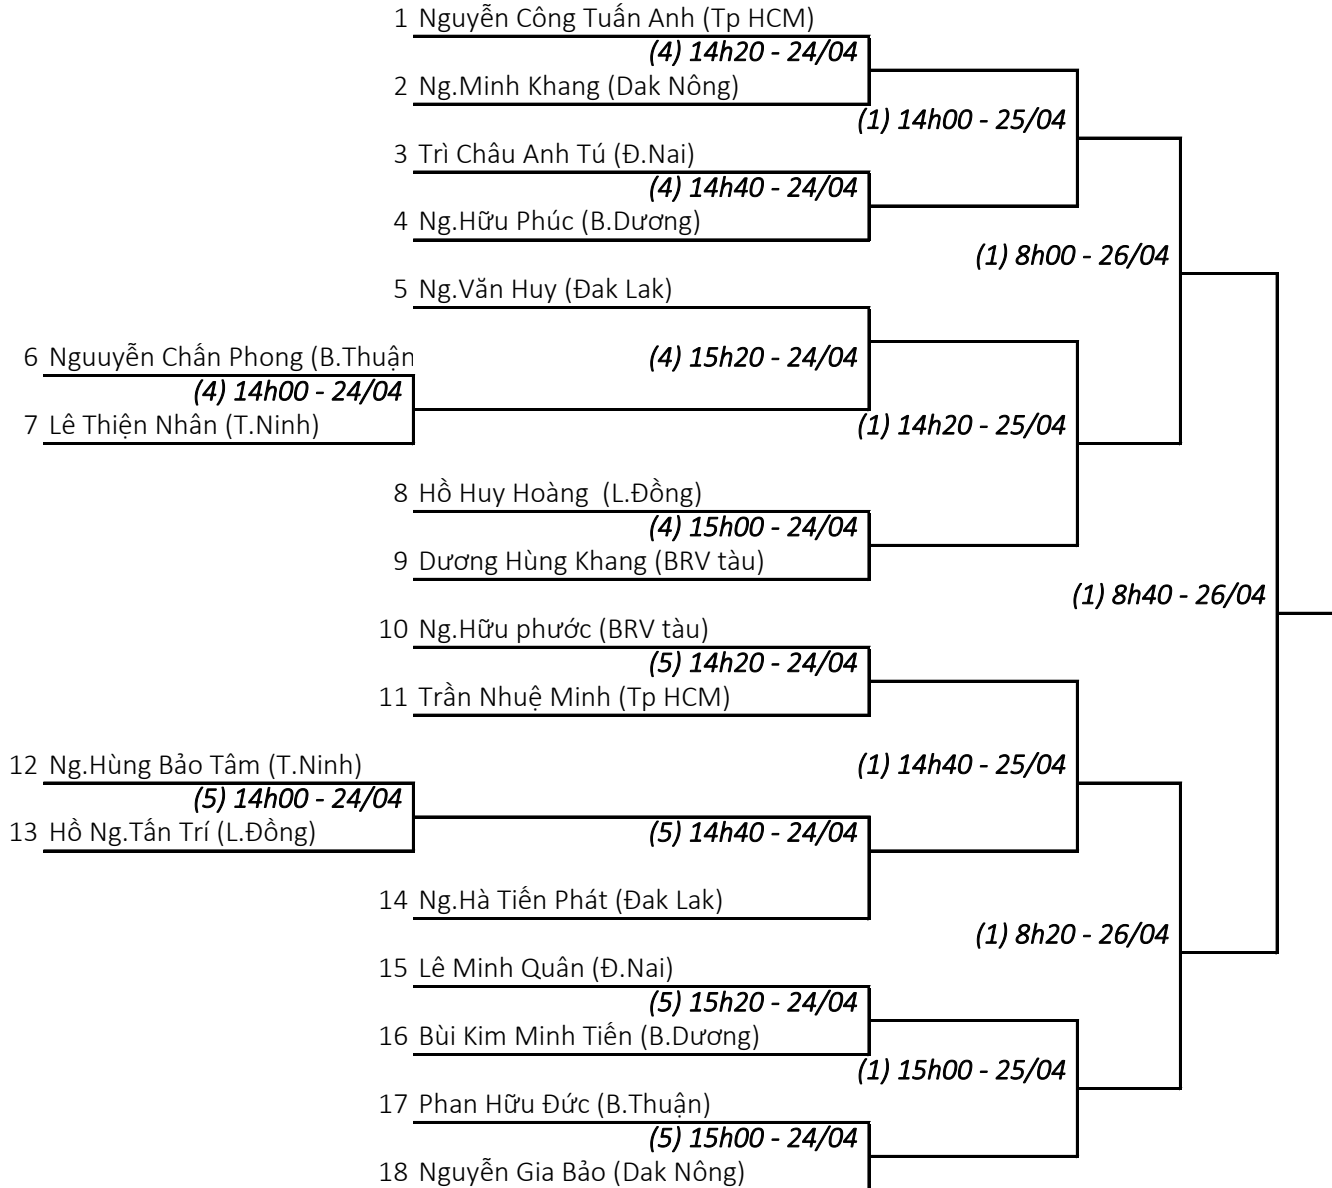 1 Nguyễn Công Tuấn Anh (Tp HCM)
(4) 14h20 - 24/04
2 Ng.Minh Khang (Dak Nông)
(1) 14h00 - 25/04
3 Trì Châu Anh Tú (Đ.Nai)
(4) 14h40 - 24/04
4 Ng.Hữu Phúc (B.Dương)
(1) 8h00 - 26/04
5 Ng.Văn Huy (Đak Lak)
6 Nguuyễn Chấn Phong (B.Thuận
(4) 15h20 - 24/04
(4) 14h00 - 24/04
7 Lê Thiện Nhân (T.Ninh)
(1) 14h20 - 25/04
8 Hồ Huy Hoàng  (L.Đồng)
(4) 15h00 - 24/04
9 Dương Hùng Khang (BRV tàu)
(1) 8h40 - 26/04
10 Ng.Hữu phước (BRV tàu)
(5) 14h20 - 24/04
11 Trần Nhuệ Minh (Tp HCM)
12 Ng.Hùng Bảo Tâm (T.Ninh)
(1) 14h40 - 25/04
(5) 14h00 - 24/04
13 Hồ Ng.Tấn Trí (L.Đồng)
(5) 14h40 - 24/04
14 Ng.Hà Tiến Phát (Đak Lak)
(1) 8h20 - 26/04
15 Lê Minh Quân (Đ.Nai)
(5) 15h20 - 24/04
16 Bùi Kim Minh Tiến (B.Dương)
(1) 15h00 - 25/04
17 Phan Hữu Đức (B.Thuận)
(5) 15h00 - 24/04
18 Nguyễn Gia Bảo (Dak Nông)